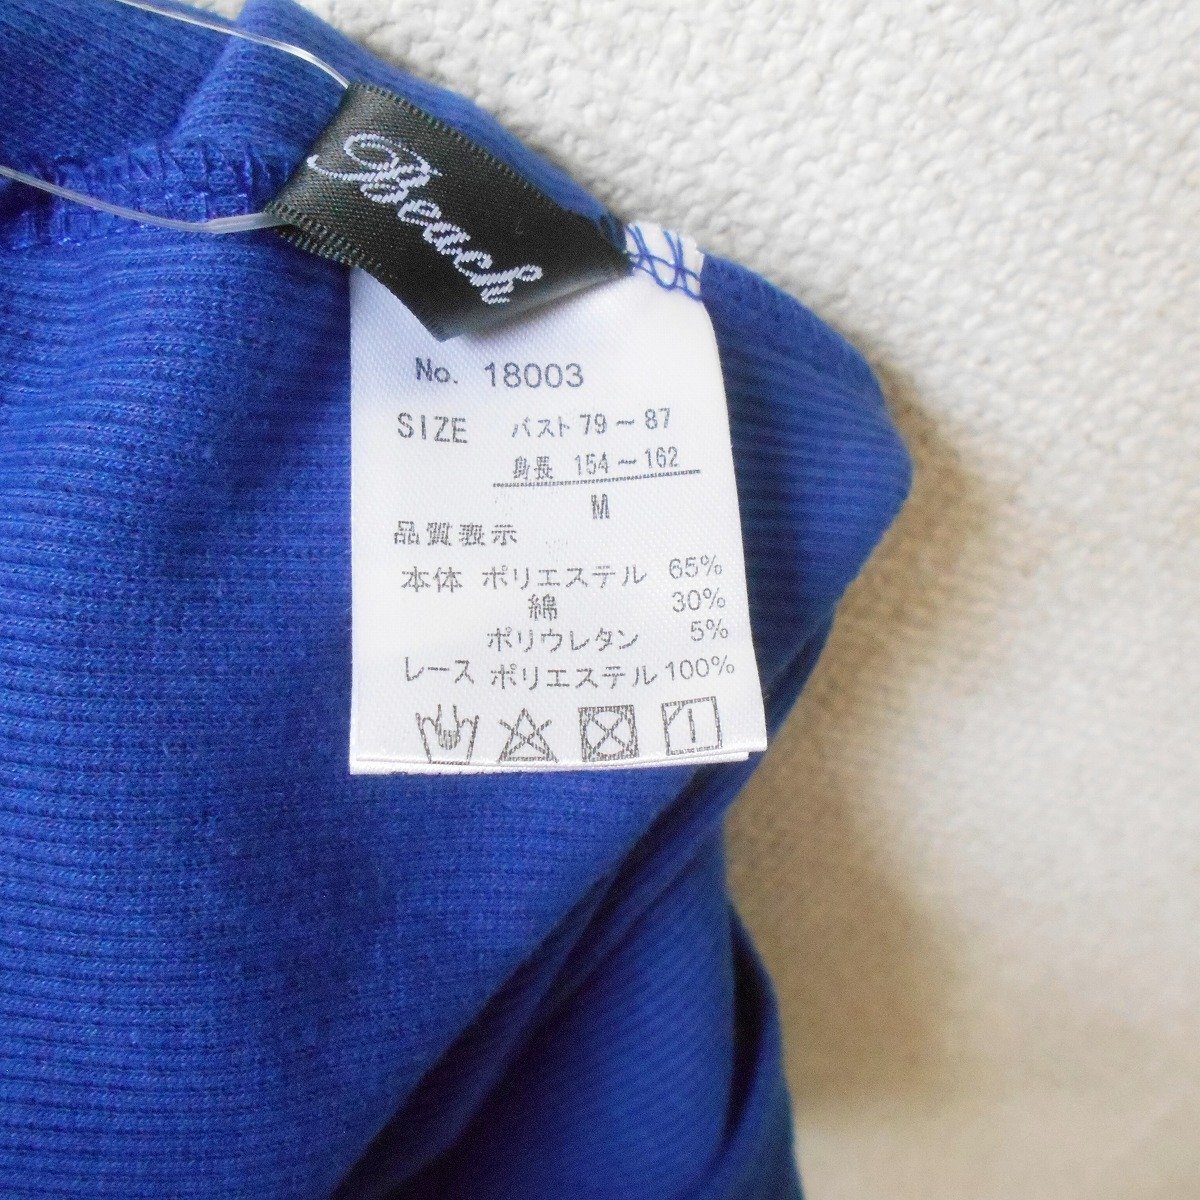 Beach
No. 18003
SIZE バスト 79～87
身長 154～162
M
品質表示
本体 ポリエステル 65%
綿 30%
ポリウレタン 5%
レース ポリエステル 100%